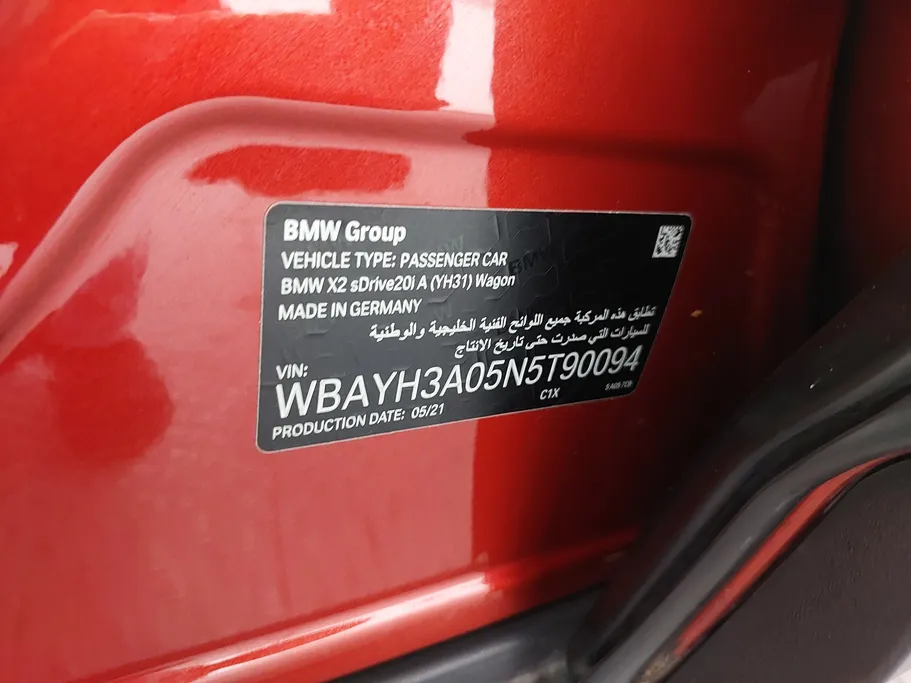 BMW Group
VEHICLE TYPE: PASSENGER CAR
BMW X2 sDrive20i A (YH31) Wagon
MADE IN GERMANY
تطابق هذه المركبة جميع اللوائح الفنية الخليجية والوطنية
للسيارات التي صدرت حتى تاريخ الانتاج
VIN:
WBAYH3A05N5T90094
PRODUCTION DATE: 05/21
C1X